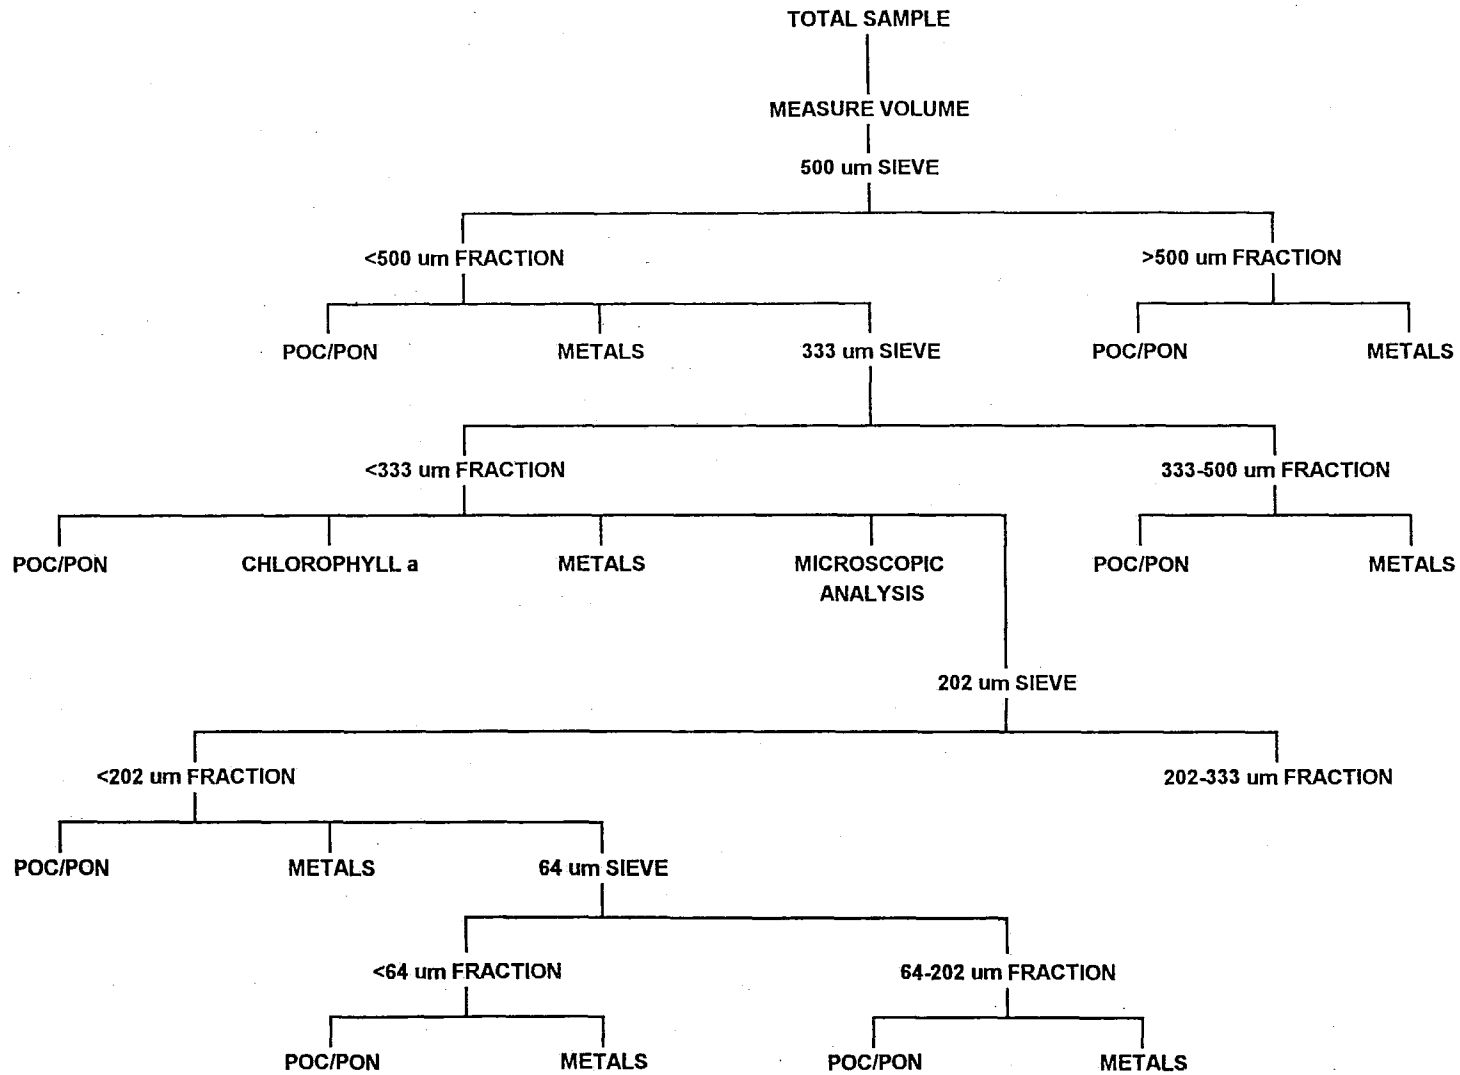 TOTAL SAMPLE
MEASURE VOLUME
500 um SIEVE
<500 um FRACTION
>500 um FRACTION
POC/PON
METALS
333 um SIEVE
POC/PON
METALS
<333 um FRACTION
333-500 um FRACTION
POC/PON
CHLOROPHYLL a
METALS
MICROSCOPIC
ANALYSIS
POC/PON
METALS
202 um SIEVE
<202 um FRACTION
202-333 um FRACTION
POC/PON
METALS
64 um SIEVE
<64 um FRACTION
64-202 um FRACTION
POC/PON
METALS
POC/PON
METALS